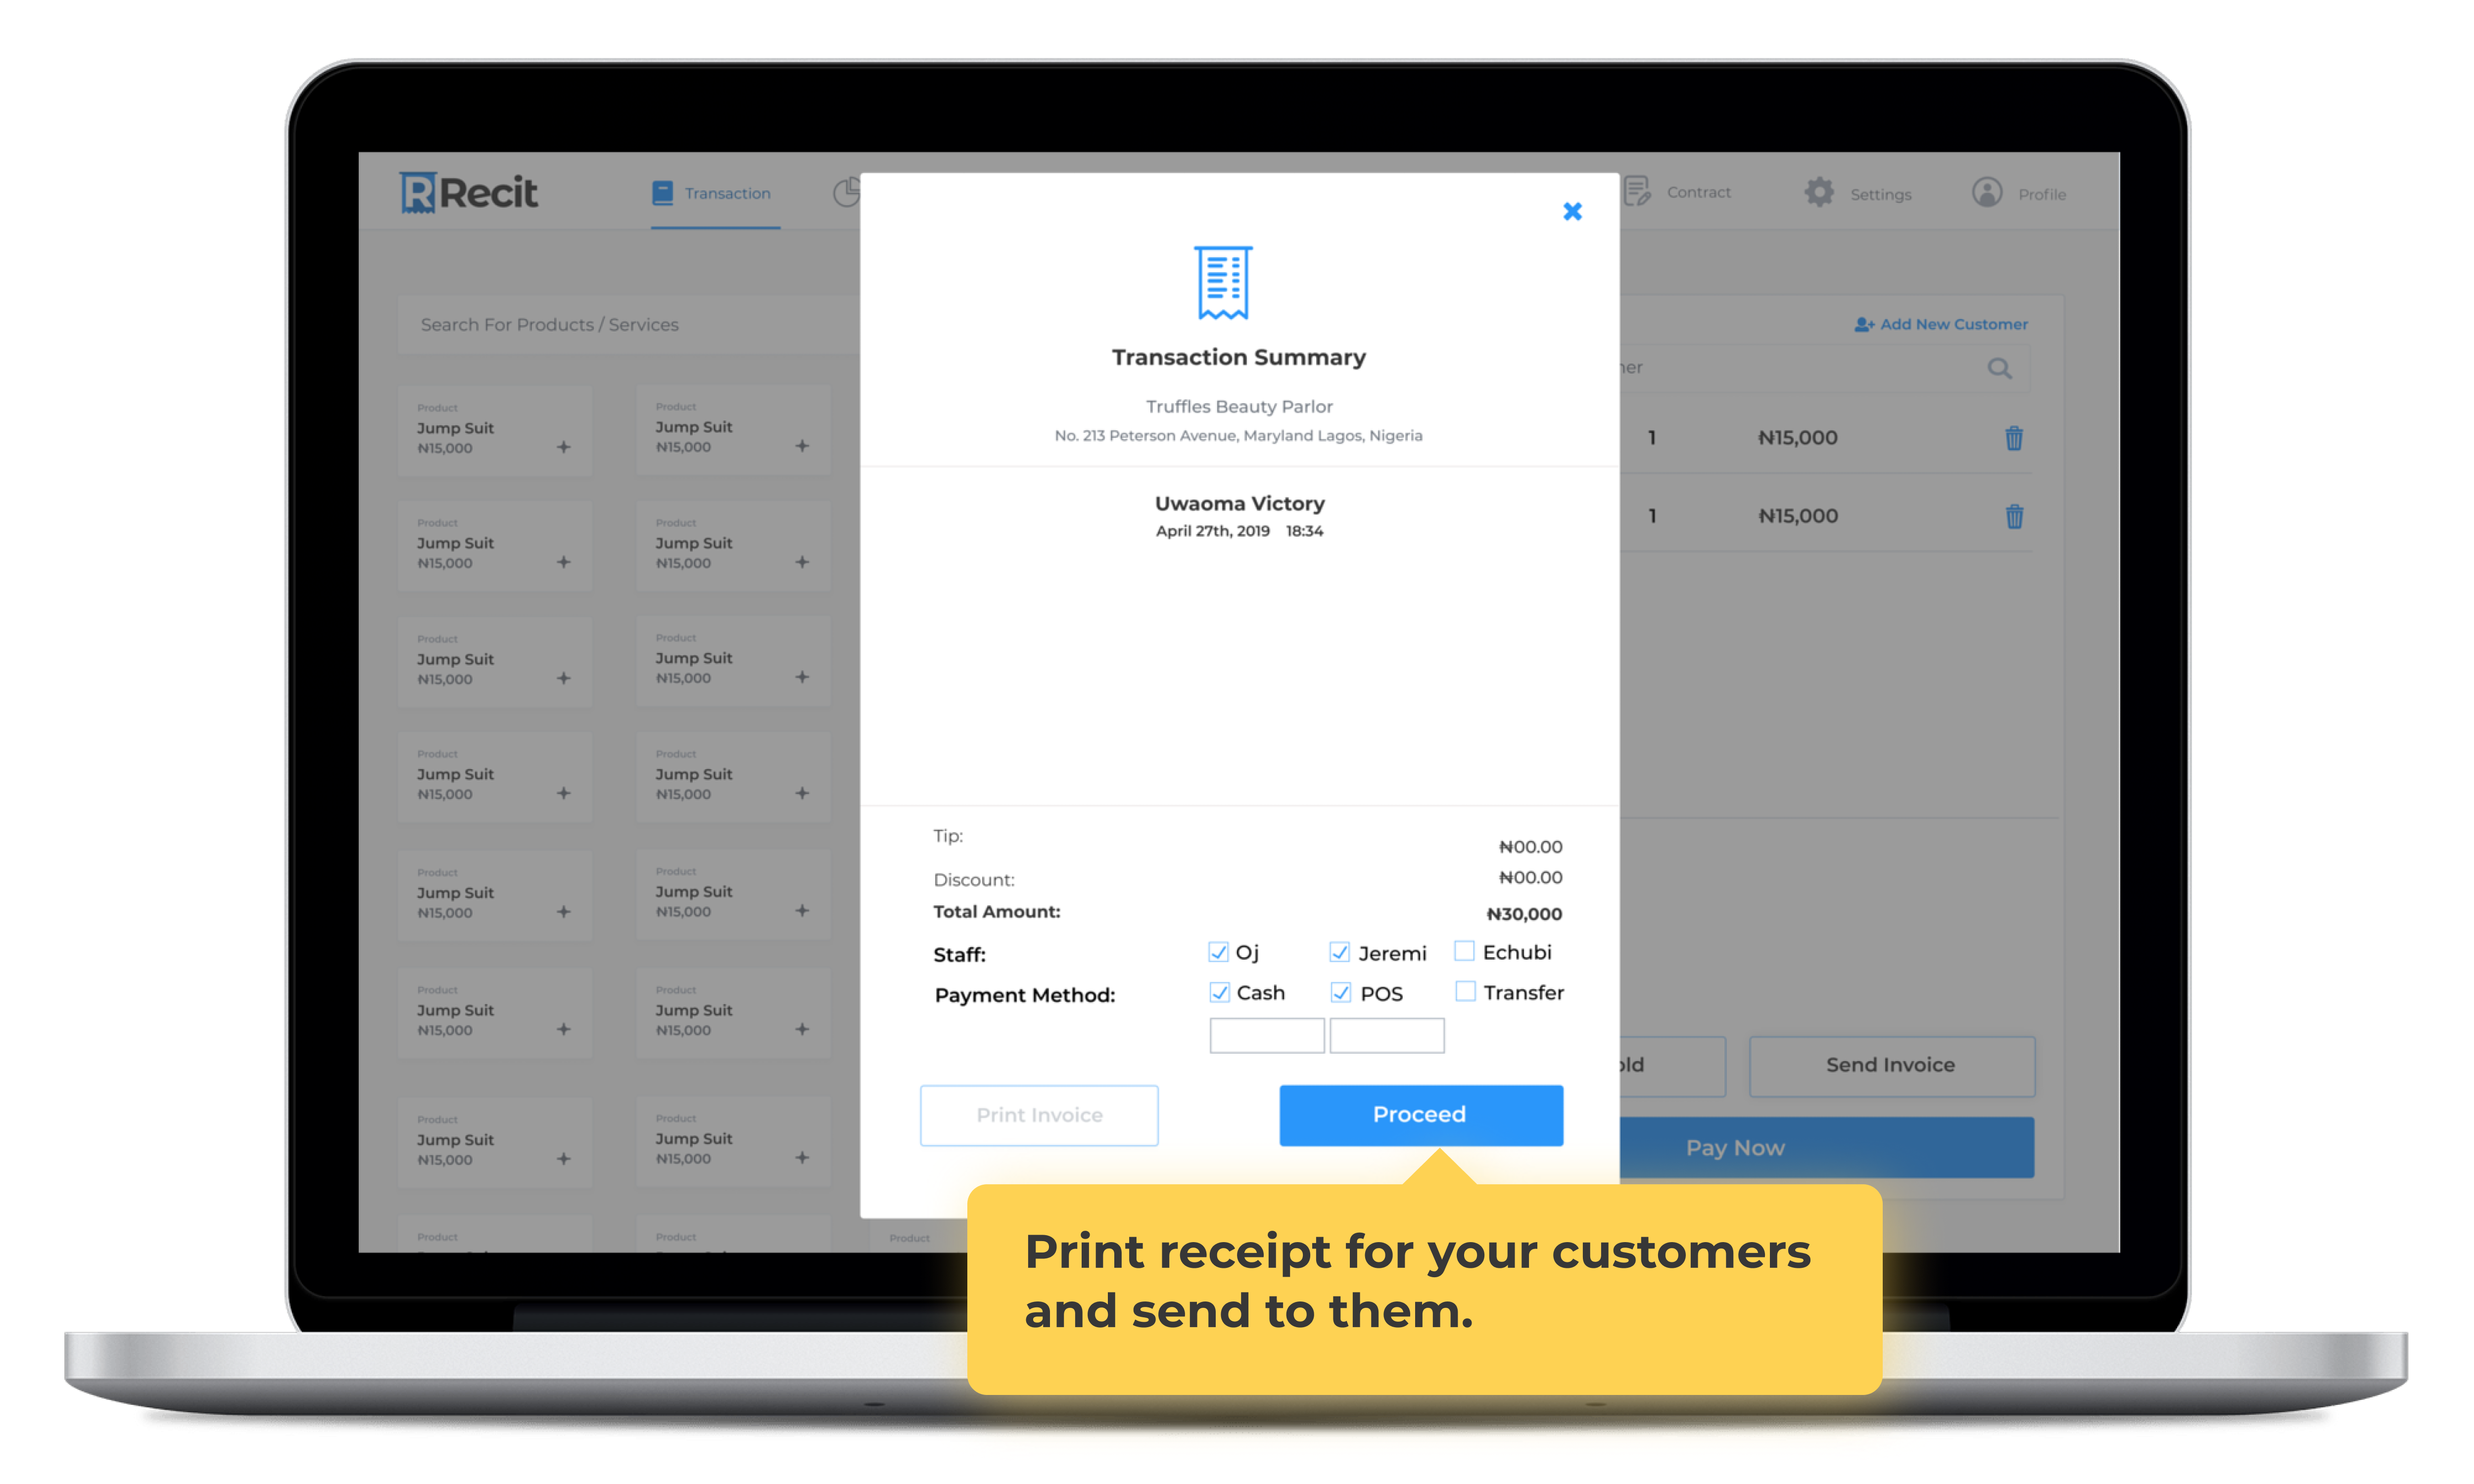 Recit
Transaction
Contract
Settings
Profile
Search For Products / Services
Add New Customer
Product
Jump Suit
₦15,000
Product
Jump Suit
₦15,000
Product
Jump Suit
₦15,000
Product
Jump Suit
₦15,000
Product
Jump Suit
₦15,000
Product
Jump Suit
₦15,000
Product
Jump Suit
₦15,000
Product
Jump Suit
₦15,000
Product
Jump Suit
₦15,000
Product
Jump Suit
₦15,000
Product
Jump Suit
₦15,000
Product
Jump Suit
₦15,000
Product
Jump Suit
₦15,000
Product
Jump Suit
₦15,000
Product
Product
Product
Transaction Summary
Truffles Beauty Parlor
No. 213 Peterson Avenue, Maryland Lagos, Nigeria
Uwaoma Victory
April 27th, 2019 18:34
Tip: ₦00.00
Discount: ₦00.00
Total Amount: ₦30,000
Staff: Oj Jeremi Echubi
Payment Method: Cash POS Transfer
Print Invoice
Proceed
1 ₦15,000
1 ₦15,000
Send Invoice
Pay Now
Print receipt for your customers
and send to them.